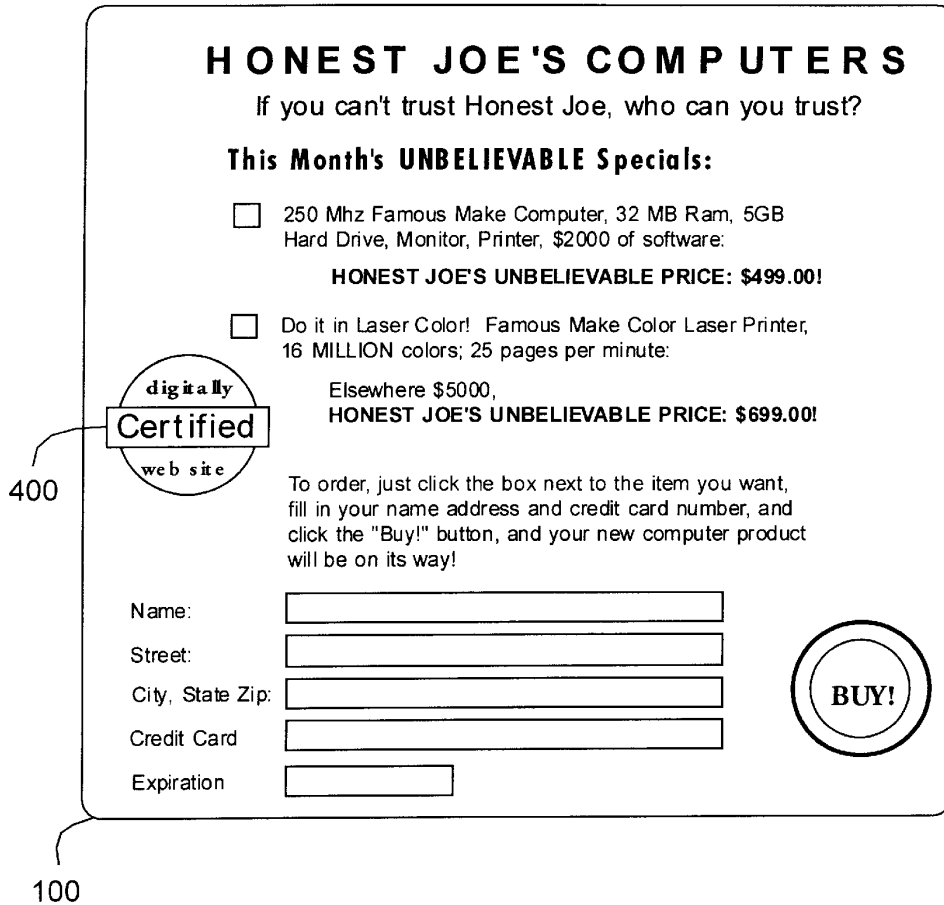 HONEST JOE'S COMPUTERS
If you can't trust Honest Joe, who can you trust?
This Month's UNBELIEVABLE Specials:
250 Mhz Famous Make Computer, 32 MB Ram, 5GB
Hard Drive, Monitor, Printer, $2000 of software:
HONEST JOE'S UNBELIEVABLE PRICE: $499.00!
Do it in Laser Color! Famous Make Color Laser Printer,
16 MILLION colors; 25 pages per minute:
Elsewhere $5000,
HONEST JOE'S UNBELIEVABLE PRICE: $699.00!
digitally
Certified
web site
400
To order, just click the box next to the item you want,
fill in your name address and credit card number, and
click the "Buy!" button, and your new computer product
will be on its way!
Name:
Street:
City, State Zip:
Credit Card
Expiration
BUY!
100